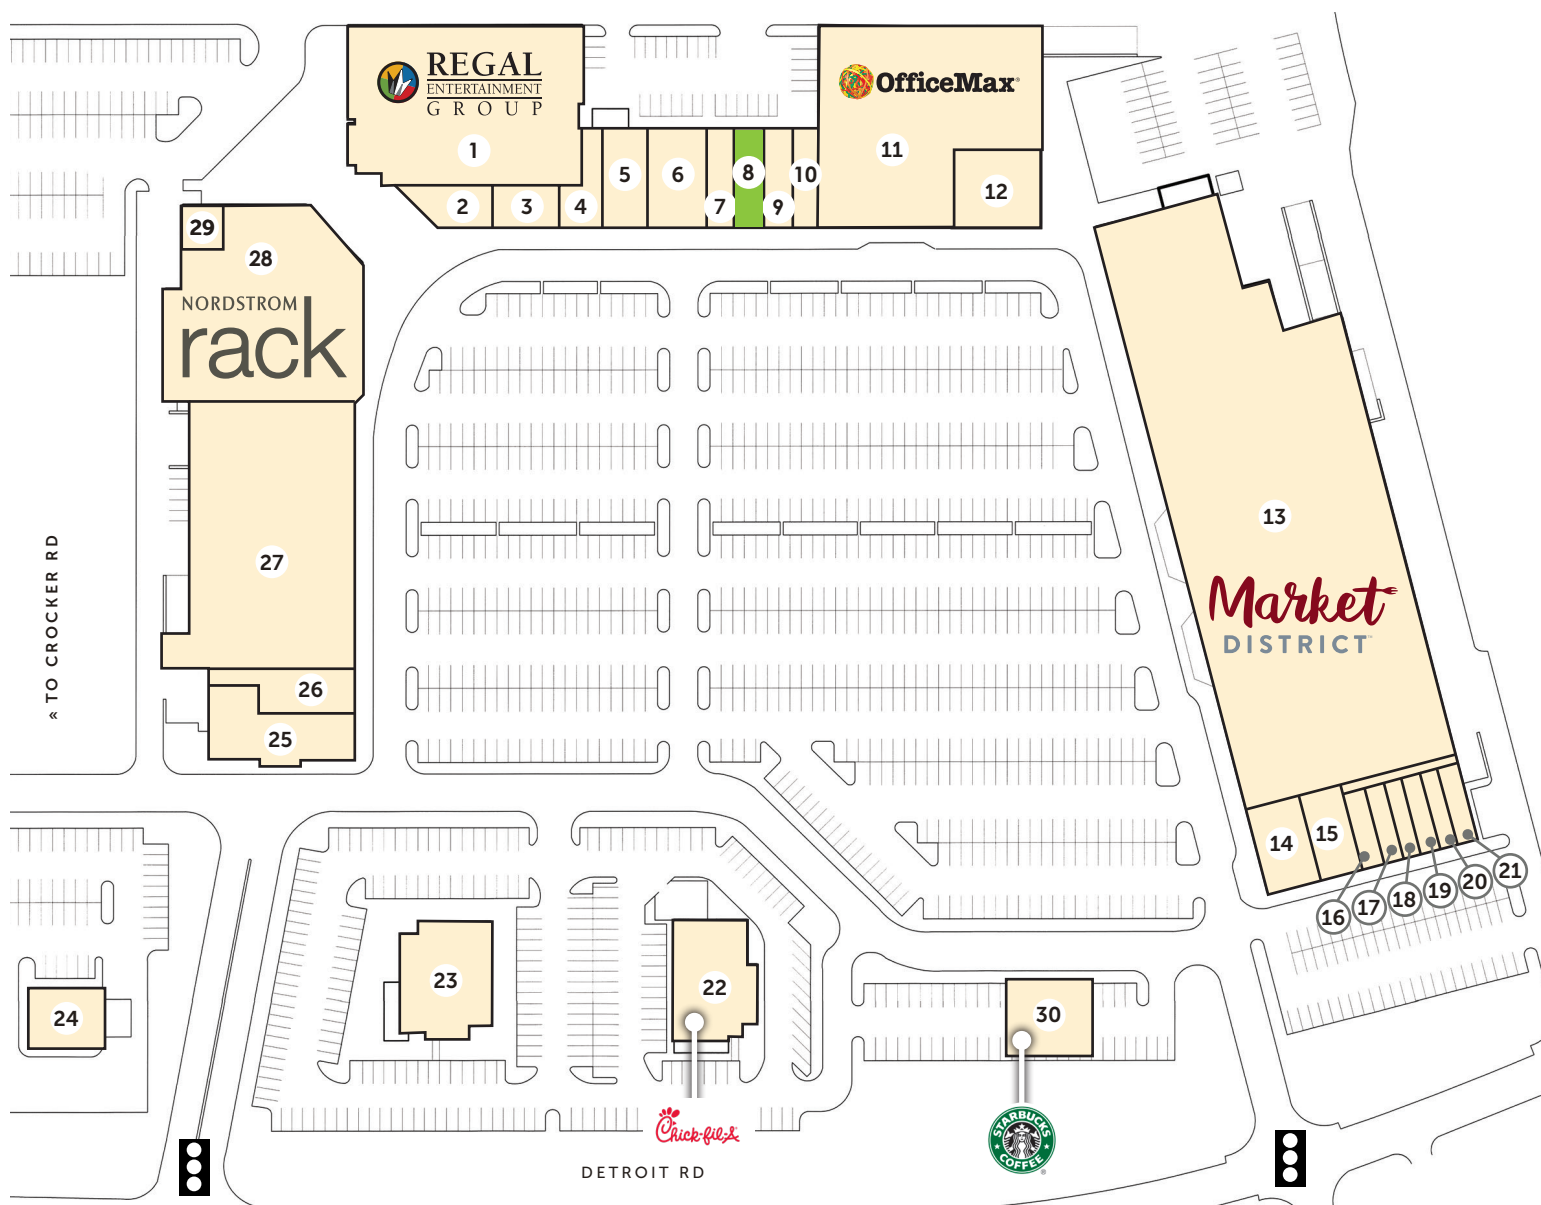 REGAL
ENTERTAINMENT
GROUP
OfficeMax
1
2
3
4
5
6
7
8
9
10
11
12
29
28
NORDSTROM
rack
27
26
25
« TO CROCKER RD
13
Market
DISTRICT
14
15
16
17
18
19
20
21
22
23
24
30
Chick-fil-A
STARBUCKS
COFFEE
DETROIT RD